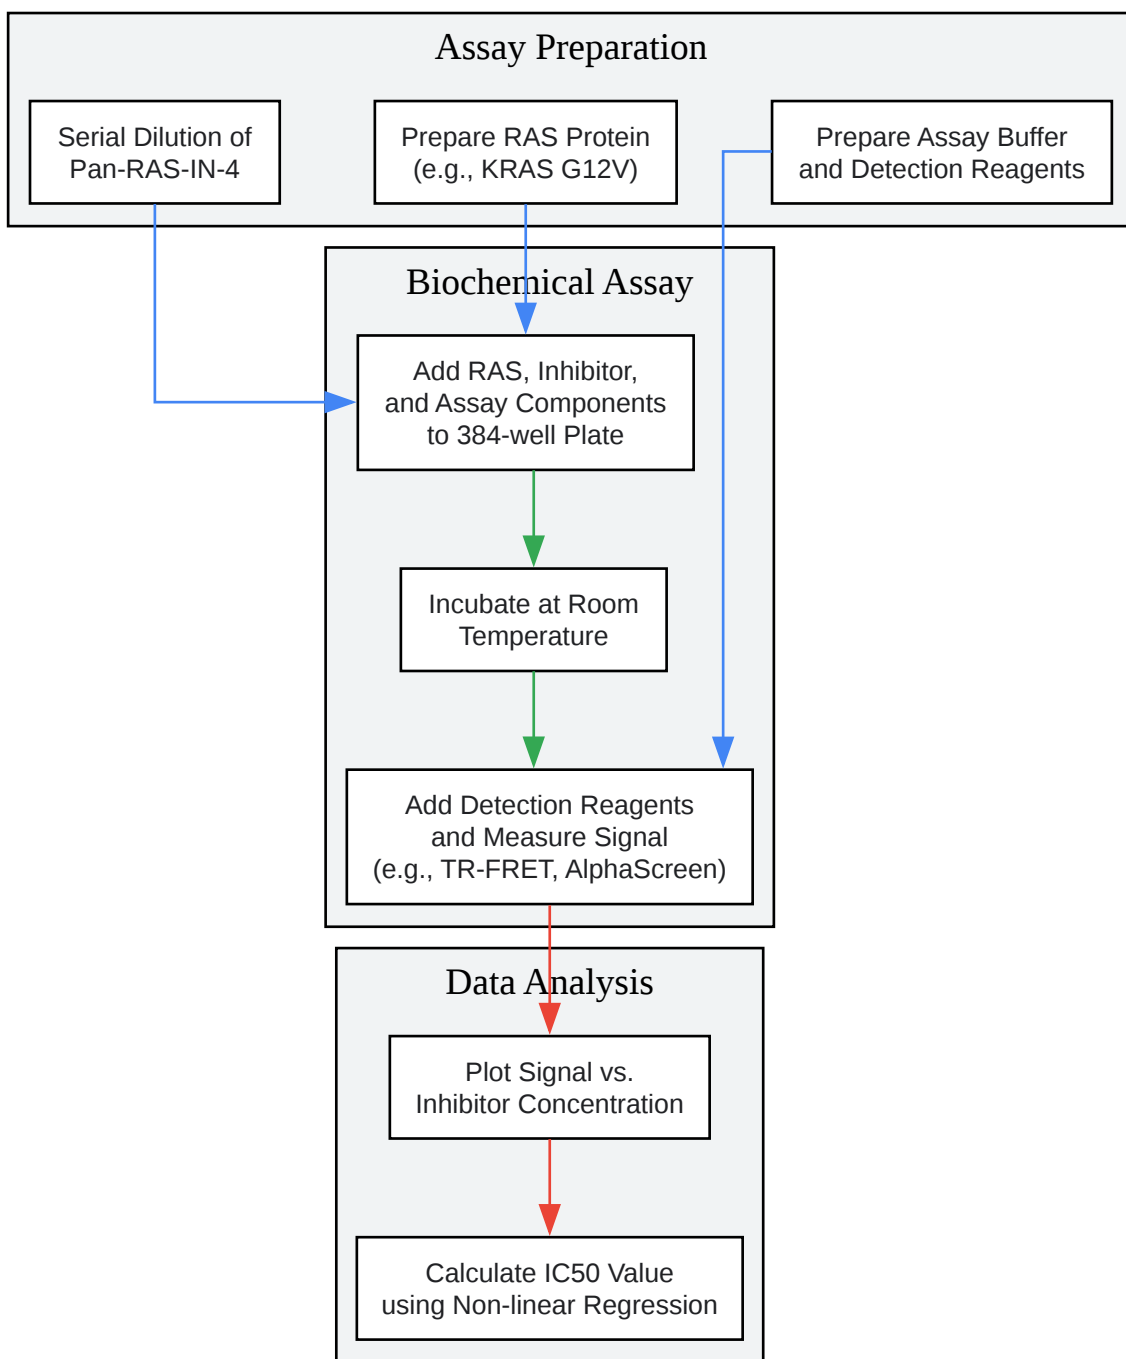 Assay Preparation
Serial Dilution of
Pan-RAS-IN-4
Prepare RAS Protein
(e.g., KRAS G12V)
Prepare Assay Buffer
and Detection Reagents
Biochemical Assay
Add RAS, Inhibitor,
and Assay Components
to 384-well Plate
Incubate at Room
Temperature
Add Detection Reagents
and Measure Signal
(e.g., TR-FRET, AlphaScreen)
Data Analysis
Plot Signal vs.
Inhibitor Concentration
Calculate IC50 Value
using Non-linear Regression